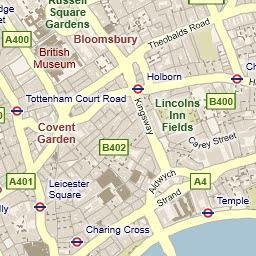 Russell
Square
Gardens
A400
Bloomsbury
Theobalds Road
British
Museum
Holborn
Tottenham Court Road
Kingsway
Lincolns
Inn
Fields
B400
Covent
Garden
Carey Street
B402
A401
Leicester
Square
Aldwych
A4
Strand
Temple
Charing Cross